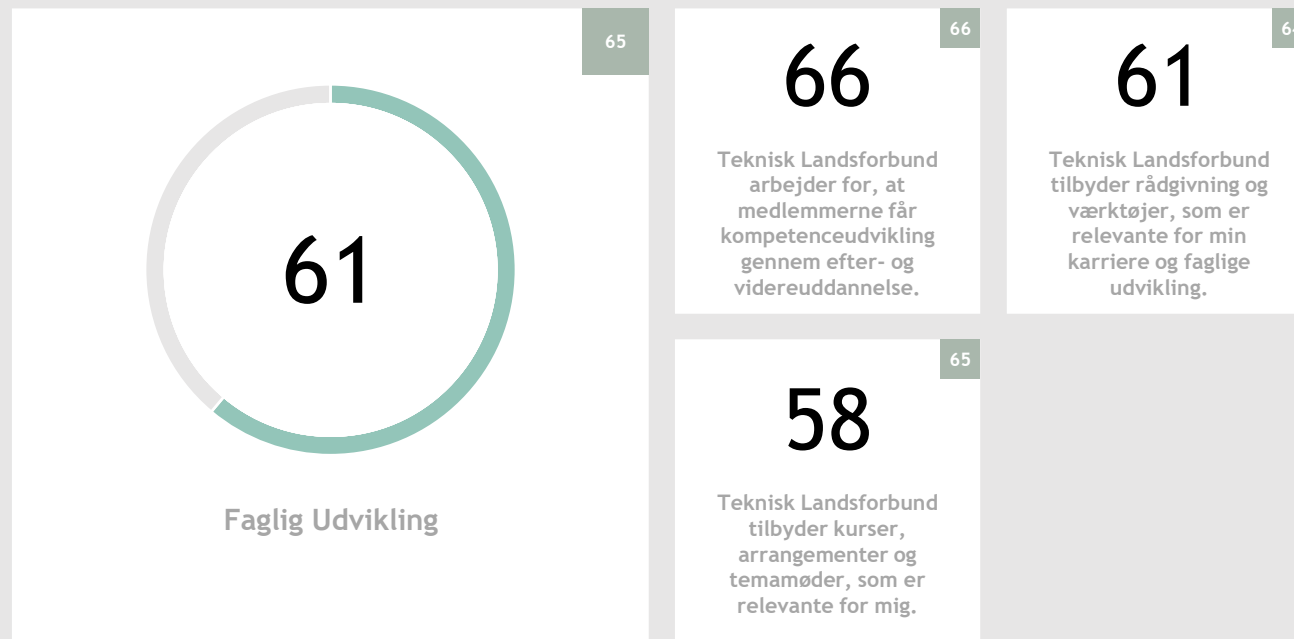 65
61
Faglig Udvikling
66
66
Teknisk Landsforbund
arbejder for, at
medlemmerne får
kompetenceudvikling
gennem efter- og
videreuddannelse.
61
Teknisk Landsforbund
tilbyder rådgivning og
værktøjer, som er
relevante for min
karriere og faglige
udvikling.
65
58
Teknisk Landsforbund
tilbyder kurser,
arrangementer og
temamøder, som er
relevante for mig.